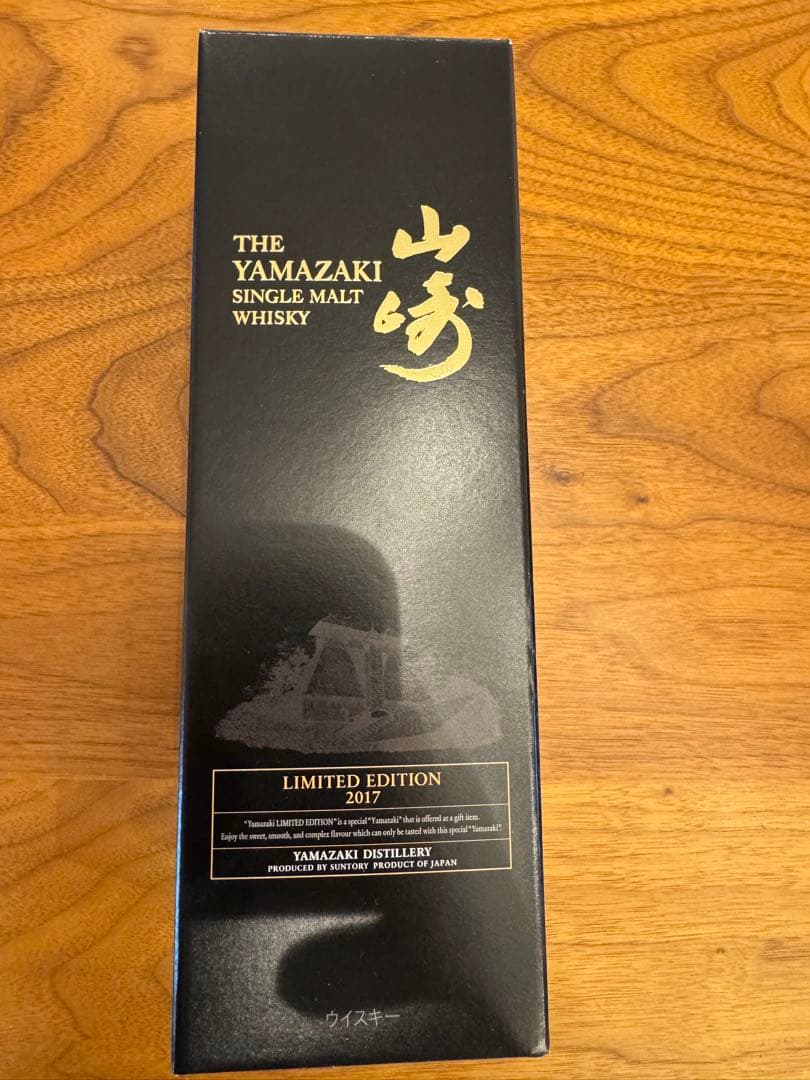 THE
YAMAZAKI
SINGLE MALT
WHISKY
山崎
LIMITED EDITION
2017
"Yamazaki LIMITED EDITION" is a special "Yamazaki" that is offered as a gift item.
Enjoy the sweet, smooth, and complex flavour which can only be tasted with this special "Yamazaki".
YAMAZAKI DISTILLERY
PRODUCED BY SUNTORY PRODUCT OF JAPAN
ウイスキー